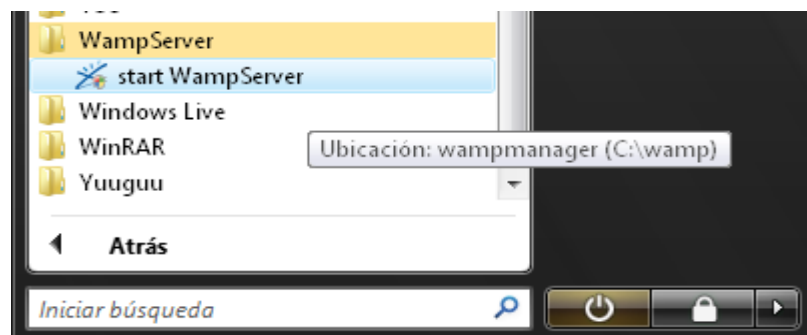 WampServer
start WampServer
Windows Live
WinRAR
Ubicación: wampmanager (C:\wamp)
Yuuguu
Atrás
Iniciar búsqueda